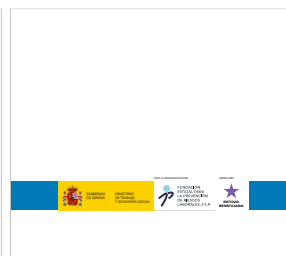 GOBIERNO
DE ESPAÑA
MINISTERIO
DE TRABAJO
Y ECONOMÍA SOCIAL
FUNDACIÓN
ESTATAL PARA
LA PREVENCIÓN
DE RIESGOS
LABORALES, F.S.P.
ENTIDAD
BENEFICIARIA